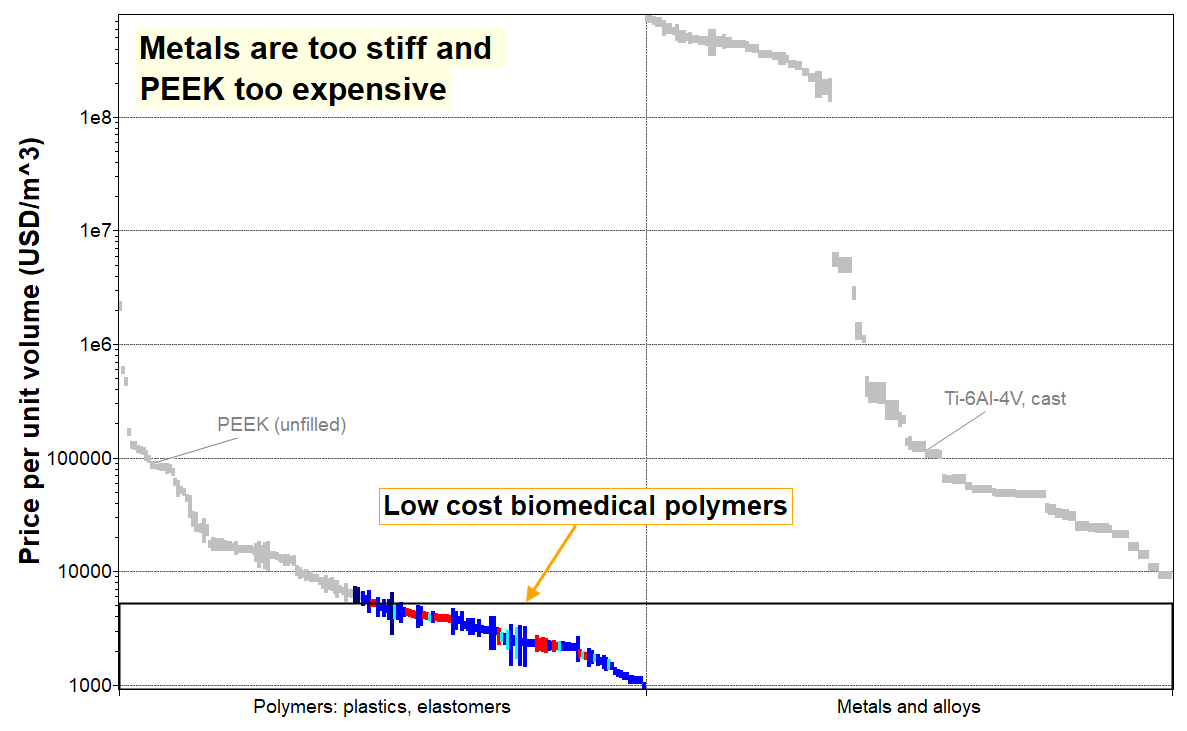 Metals are too stiff and
PEEK too expensive
Price per unit volume (USD/m^3)
1e8
1e7
1e6
100000
10000
1000
PEEK (unfilled)
Ti-6Al-4V, cast
Low cost biomedical polymers
Polymers: plastics, elastomers
Metals and alloys